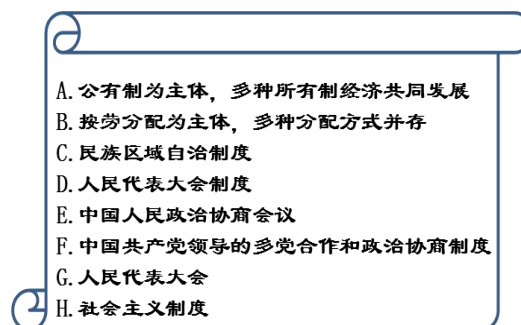 A. 公有制为主体，多种所有制经济共同发展
B. 按劳分配为主体，多种分配方式并存
C. 民族区域自治制度
D. 人民代表大会制度
E. 中国人民政治协商会议
F. 中国共产党领导的多党合作和政治协商制度
G. 人民代表大会
H. 社会主义制度